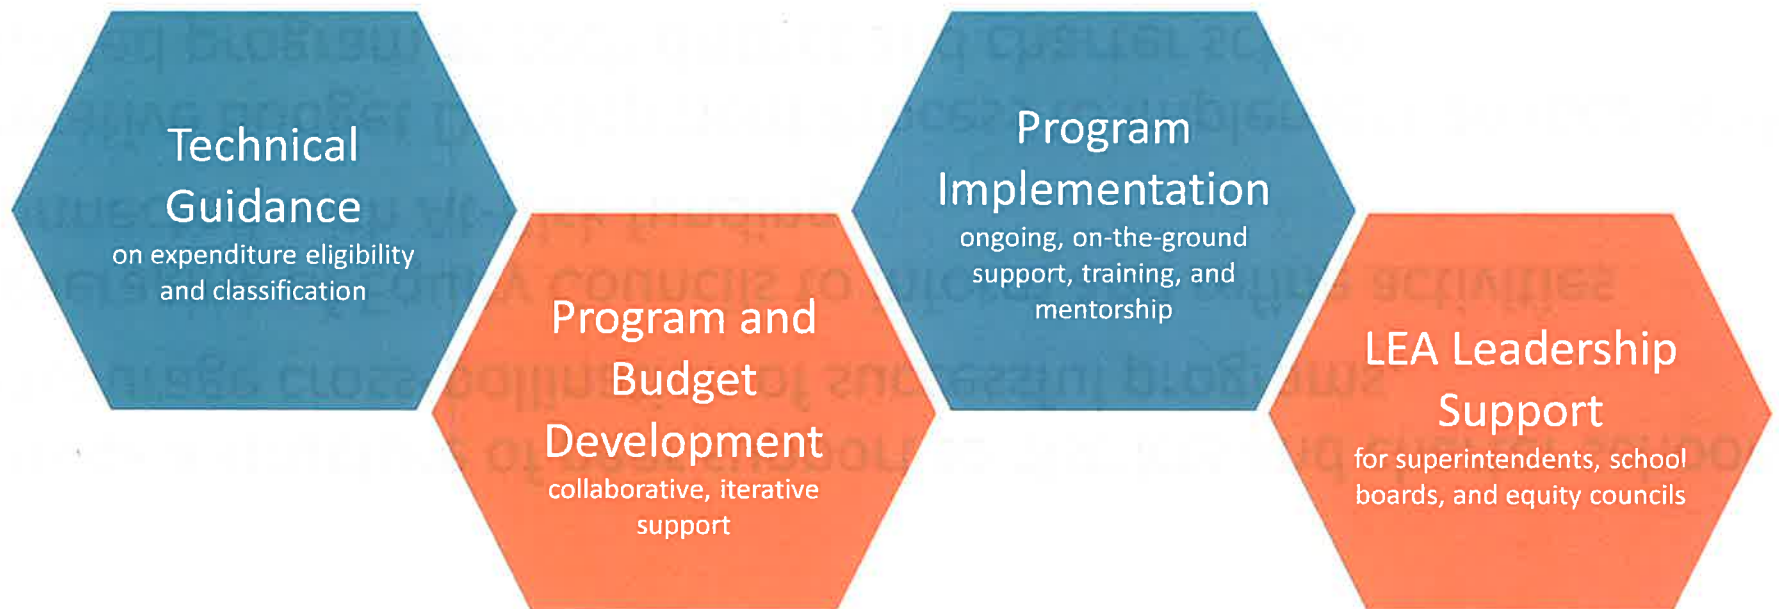 Technical
Guidance
on expenditure eligibility
and classification
Program and
Budget
Development
collaborative, iterative
support
Program
Implementation
ongoing, on-the-ground
support, training, and
mentorship
LEA Leadership
Support
for superintendents, school
boards, and equity councils